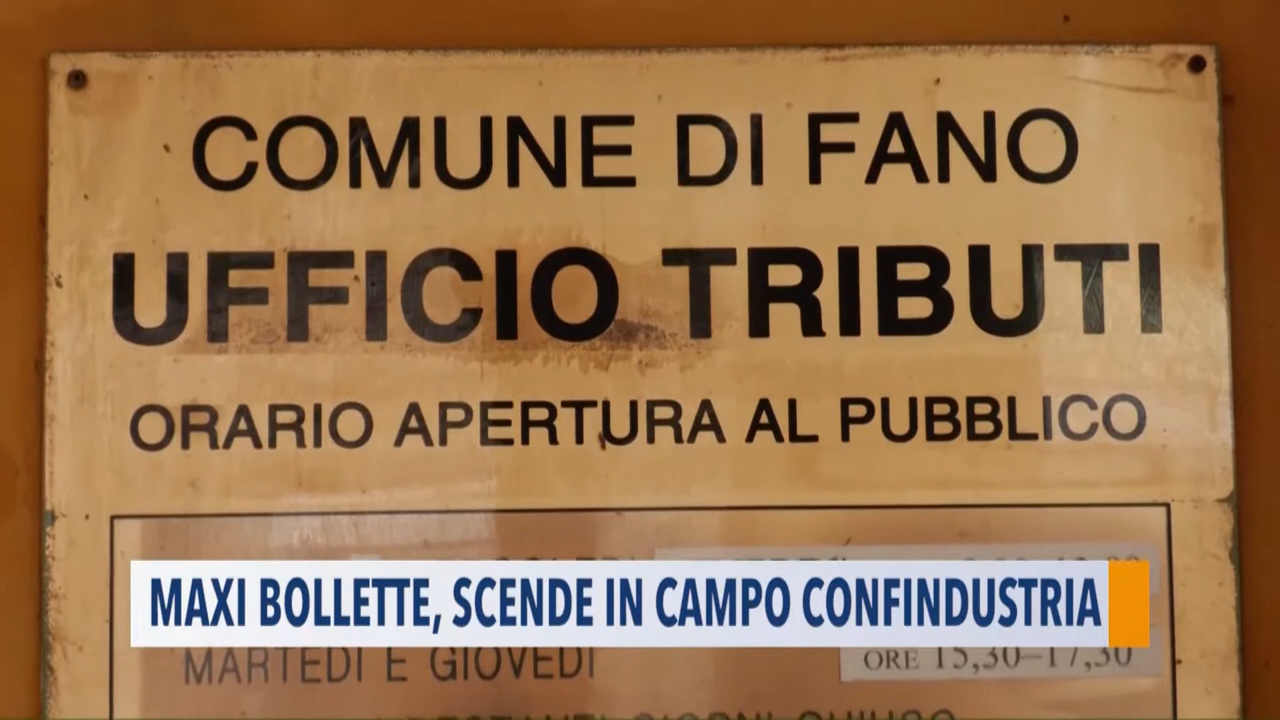 COMUNE DI FANO
UFFICIO TRIBUTI
ORARIO APERTURA AL PUBBLICO
MAXI BOLLETTE, SCENDE IN CAMPO CONFINDUSTRIA
MARTEDI E GIOVEDI ORE 15,30–17,30